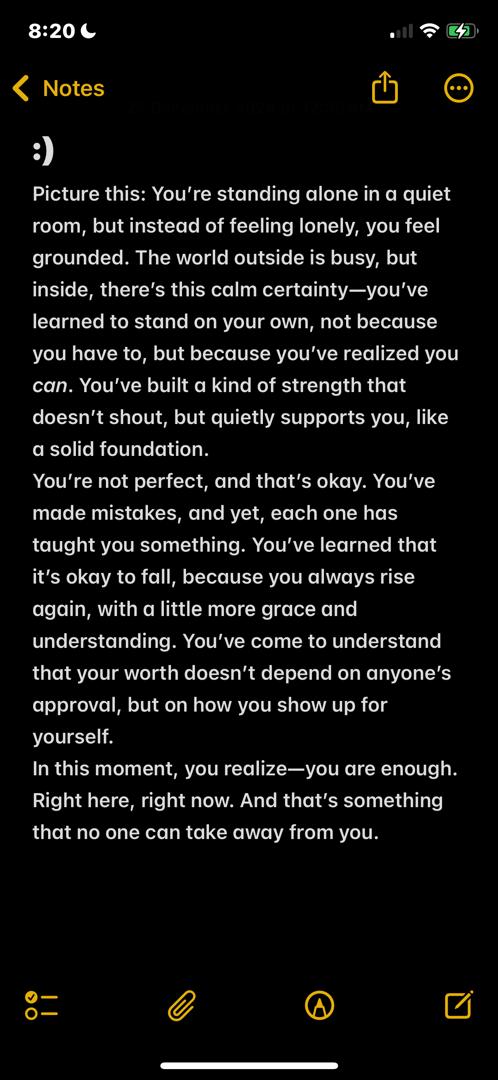 8:20
Notes
:)
Picture this: You’re standing alone in a quiet
room, but instead of feeling lonely, you feel
grounded. The world outside is busy, but
inside, there’s this calm certainty—you’ve
learned to stand on your own, not because
you have to, but because you’ve realized you
can. You’ve built a kind of strength that
doesn’t shout, but quietly supports you, like
a solid foundation.
You’re not perfect, and that’s okay. You’ve
made mistakes, and yet, each one has
taught you something. You’ve learned that
it’s okay to fall, because you always rise
again, with a little more grace and
understanding. You’ve come to understand
that your worth doesn’t depend on anyone’s
approval, but on how you show up for
yourself.
In this moment, you realize—you are enough.
Right here, right now. And that’s something
that no one can take away from you.